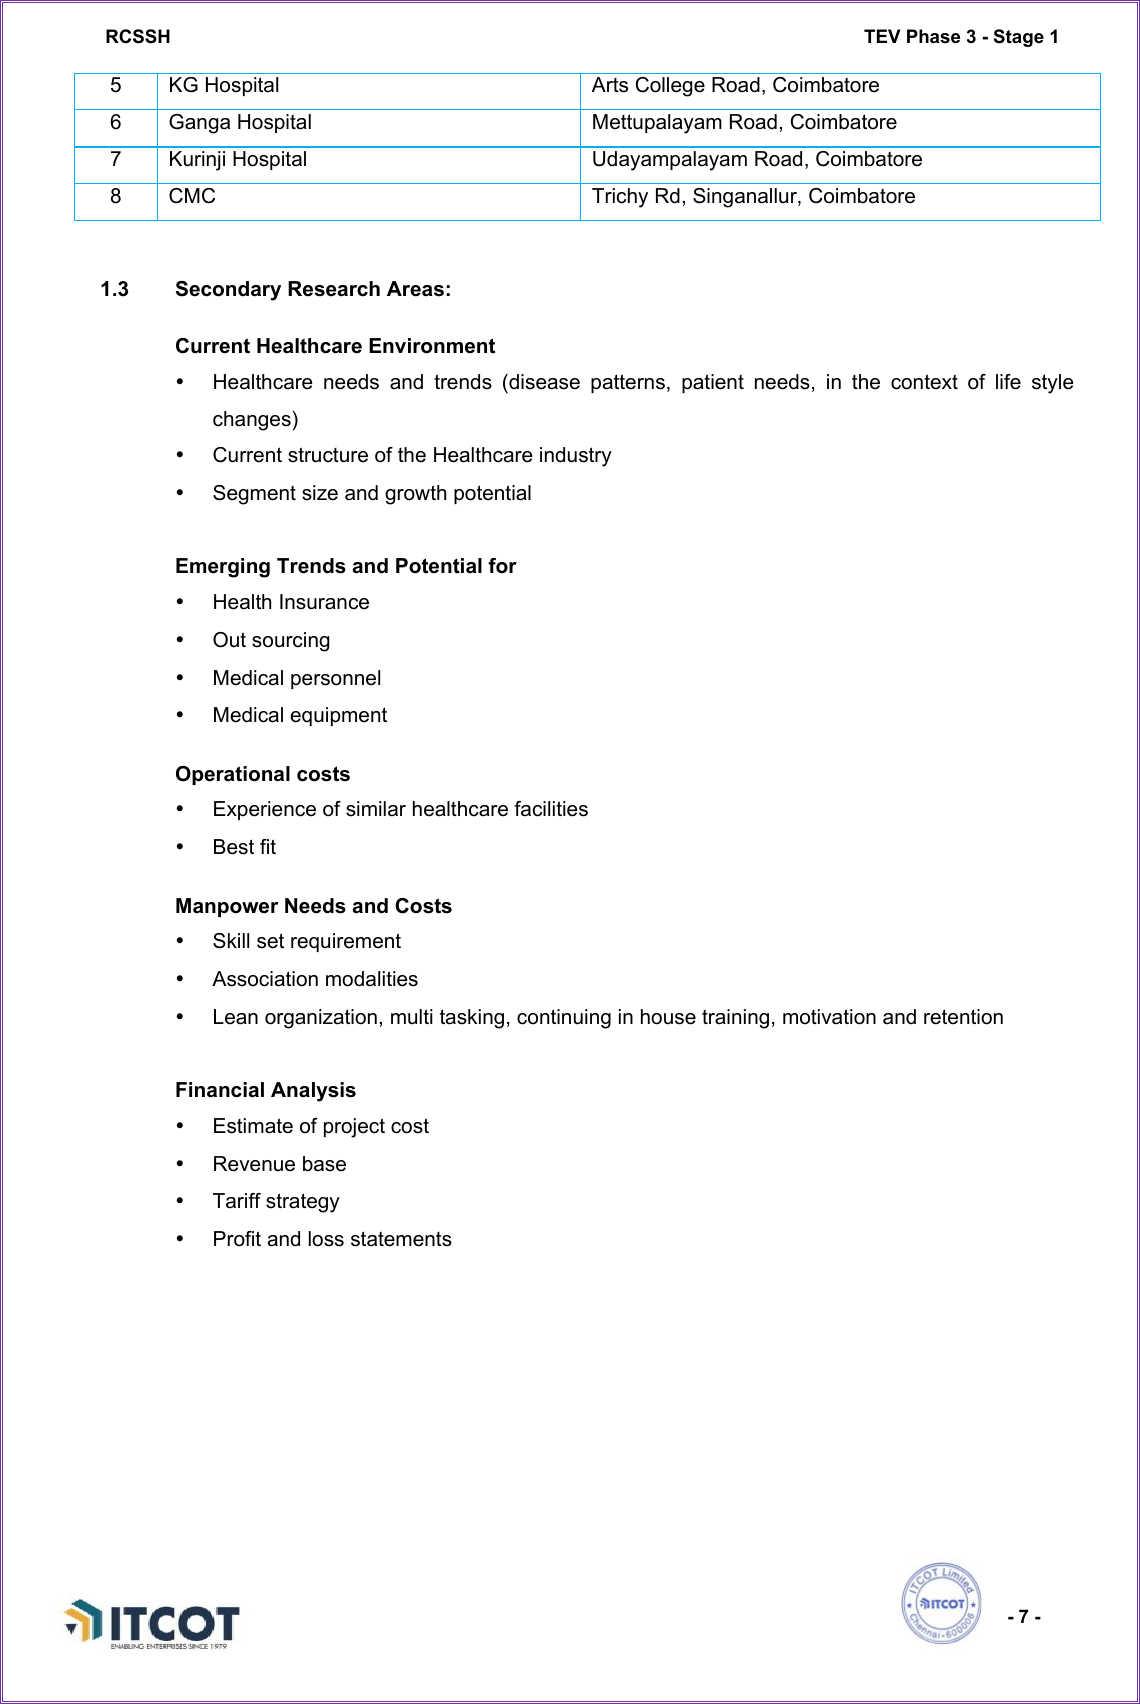 RCSSH TEV Phase 3 - Stage 1
5 KG Hospital Arts College Road, Coimbatore
6 Ganga Hospital Mettupalayam Road, Coimbatore
7 Kurinji Hospital Udayampalayam Road, Coimbatore
8 CMC Trichy Rd, Singanallur, Coimbatore
1.3 Secondary Research Areas:
Current Healthcare Environment
• Healthcare needs and trends (disease patterns, patient needs, in the context of life style
changes)
• Current structure of the Healthcare industry
• Segment size and growth potential
Emerging Trends and Potential for
• Health Insurance
• Out sourcing
• Medical personnel
• Medical equipment
Operational costs
• Experience of similar healthcare facilities
• Best fit
Manpower Needs and Costs
• Skill set requirement
• Association modalities
• Lean organization, multi tasking, continuing in house training, motivation and retention
Financial Analysis
• Estimate of project cost
• Revenue base
• Tariff strategy
• Profit and loss statements
ITCOT
ENABLING ENTERPRISES SINCE 1979
ITCOT Limited
ITCOT
Chennai-600006
- 7 -